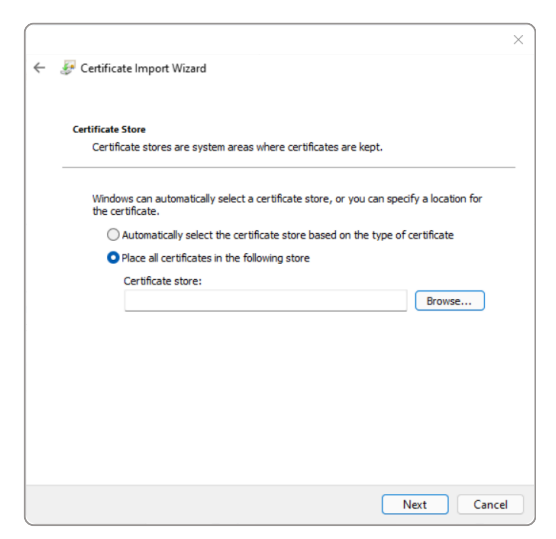 Certificate Import Wizard
Certificate Store
Certificate stores are system areas where certificates are kept.
Windows can automatically select a certificate store, or you can specify a location for
the certificate.
Automatically select the certificate store based on the type of certificate
Place all certificates in the following store
Certificate store:
Browse...
Next
Cancel